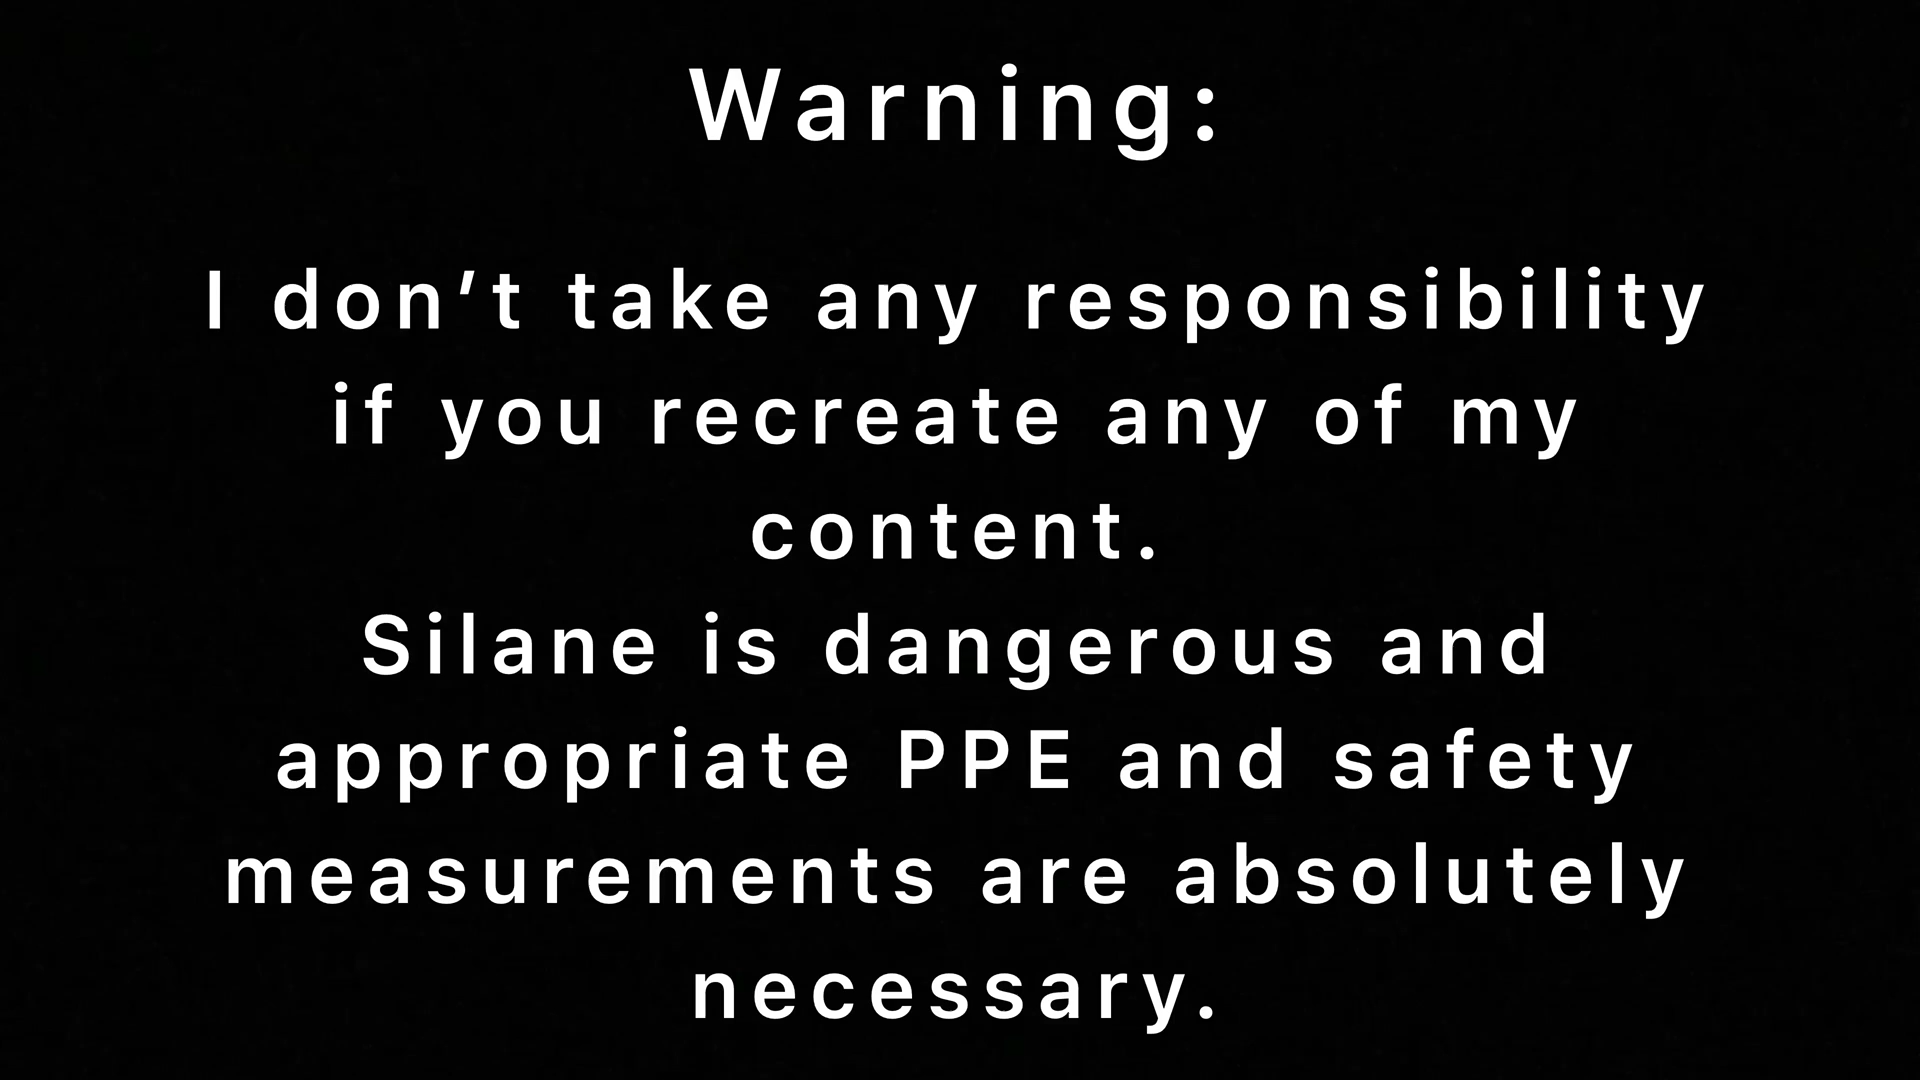 Warning:
I don’t take any responsibility
if you recreate any of my
content.
Silane is dangerous and
appropriate PPE and safety
measurements are absolutely
necessary.